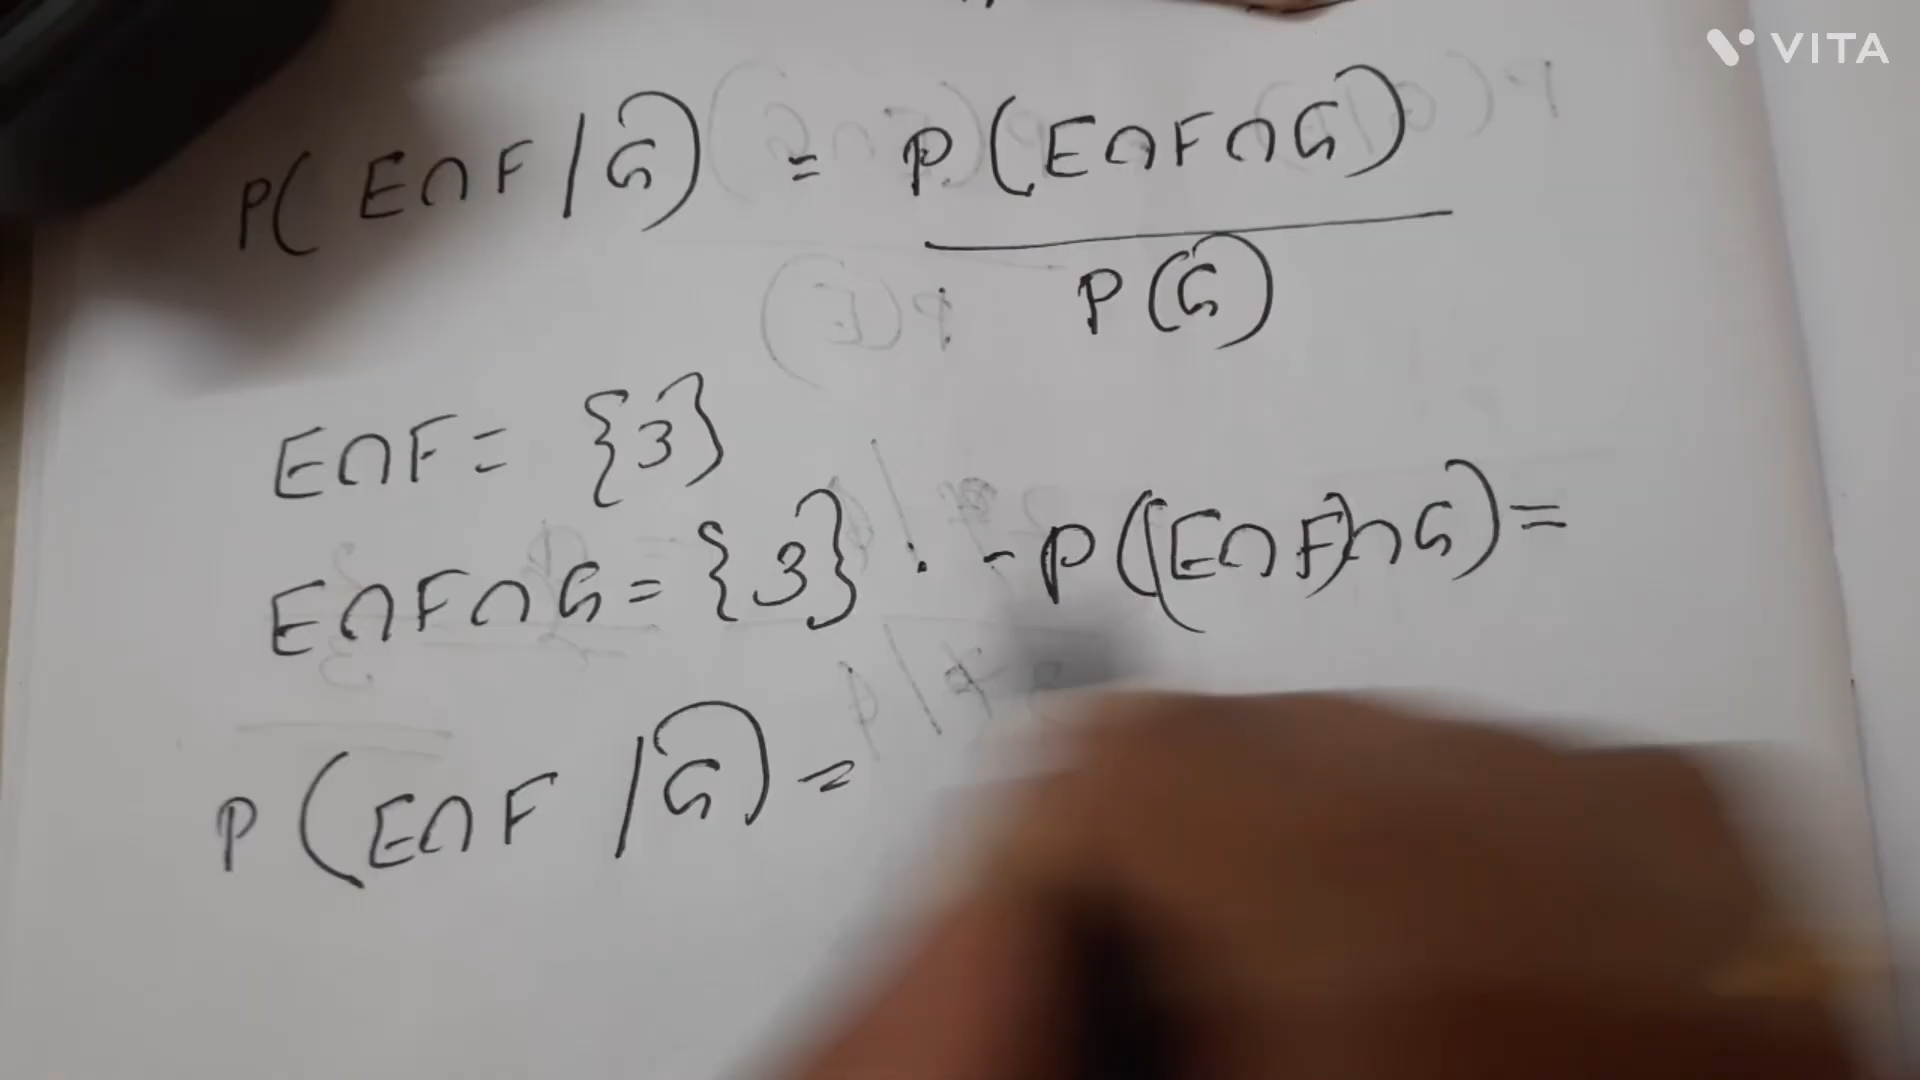 VITA
P(E∩F/G) = P(E∩F∩G)
P(G)
E∩F = {3}
E∩F∩G = {3} . - P((E∩F)∩G) =
P(E∩F/G) =